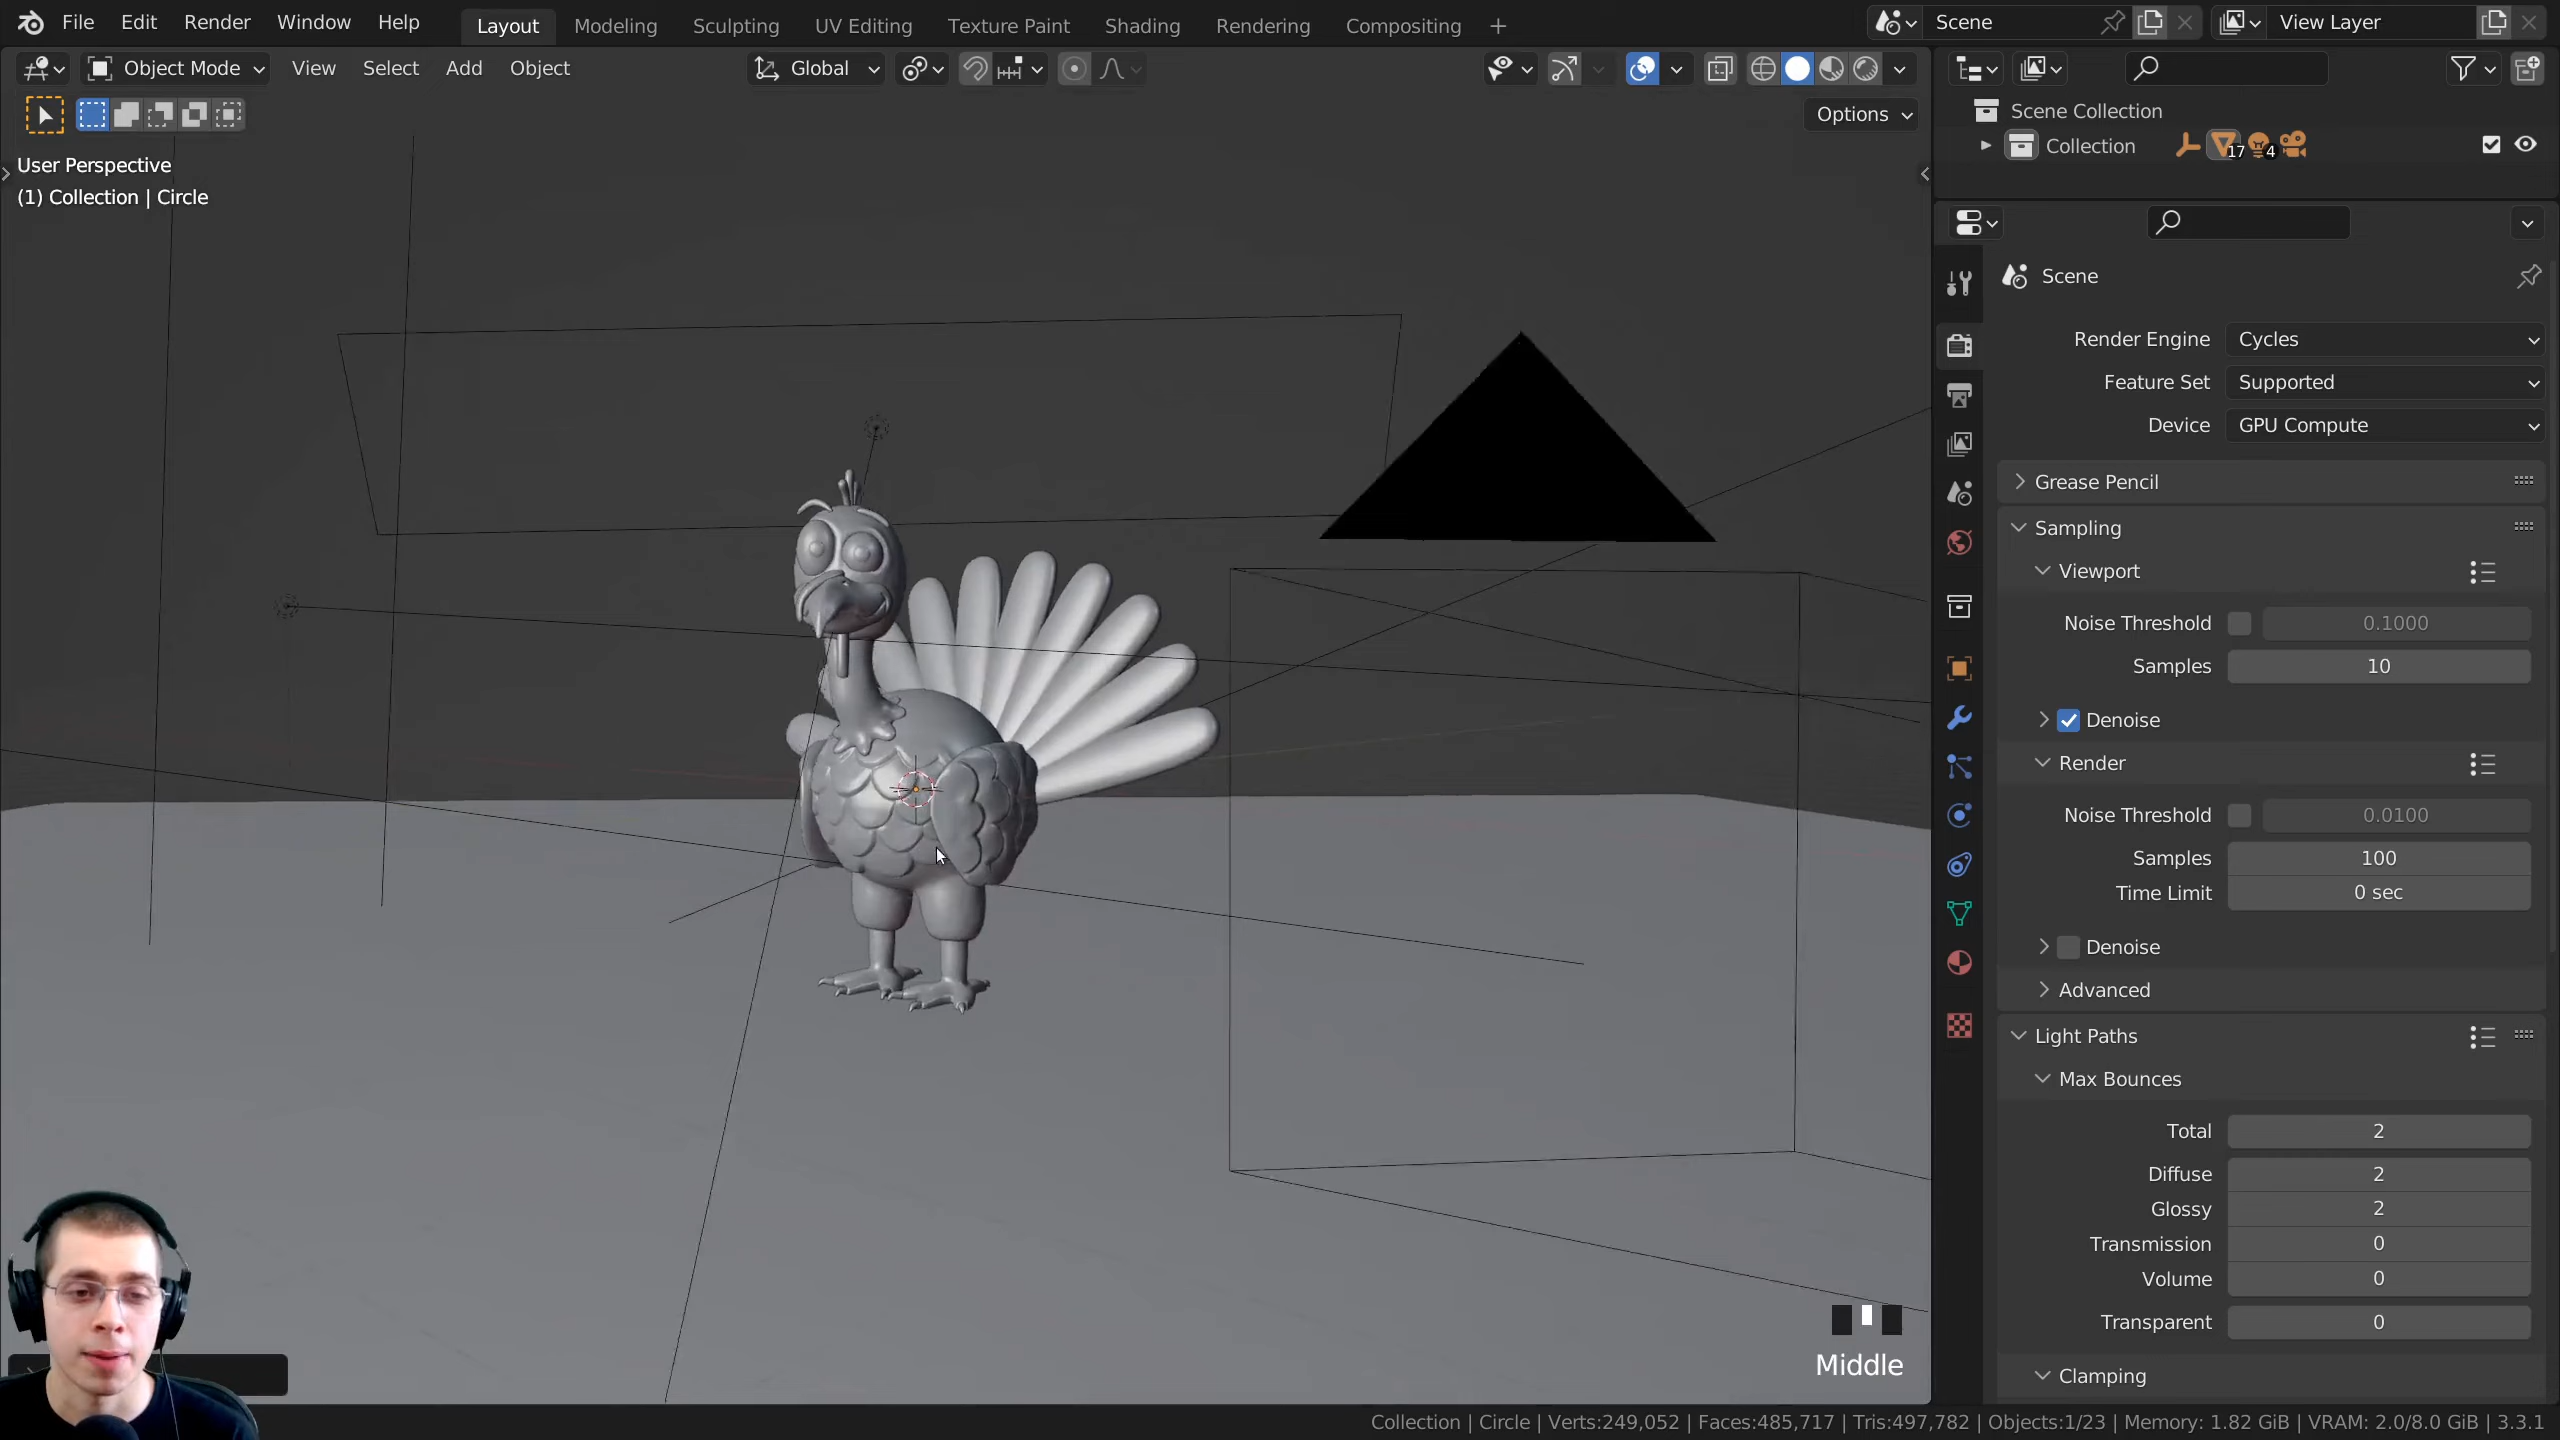 File Edit Render Window Help Layout Modeling Sculpting UV Editing Texture Paint Shading Rendering Compositing + Scene View Layer
Object Mode View Select Add Object Global
Options
User Perspective
(1) Collection | Circle
Scene Collection
Collection 17 4
Scene
Render Engine Cycles
Feature Set Supported
Device GPU Compute
Grease Pencil
Sampling
Viewport
Noise Threshold 0.1000
Samples 10
Denoise
Render
Noise Threshold 0.0100
Samples 100
Time Limit 0 sec
Denoise
Advanced
Light Paths
Max Bounces
Total 2
Diffuse 2
Glossy 2
Transmission 0
Volume 0
Transparent 0
Clamping
Middle
Collection | Circle | Verts:249,052 | Faces:485,717 | Tris:497,782 | Objects:1/23 | Memory: 1.82 GiB | VRAM: 2.0/8.0 GiB | 3.3.1